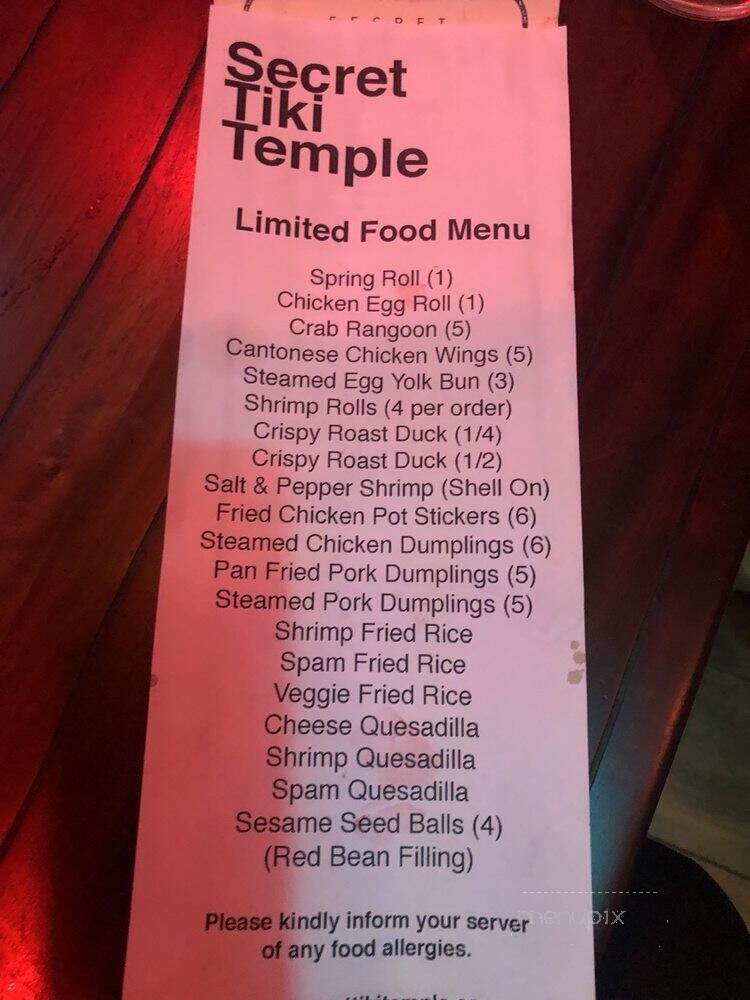 SECRET
Secret
Tiki
Temple
Limited Food Menu
Spring Roll (1)
Chicken Egg Roll (1)
Crab Rangoon (5)
Cantonese Chicken Wings (5)
Steamed Egg Yolk Bun (3)
Shrimp Rolls (4 per order)
Crispy Roast Duck (1/4)
Crispy Roast Duck (1/2)
Salt & Pepper Shrimp (Shell On)
Fried Chicken Pot Stickers (6)
Steamed Chicken Dumplings (6)
Pan Fried Pork Dumplings (5)
Steamed Pork Dumplings (5)
Shrimp Fried Rice
Spam Fried Rice
Veggie Fried Rice
Cheese Quesadilla
Shrimp Quesadilla
Spam Quesadilla
Sesame Seed Balls (4)
(Red Bean Filling)
Please kindly inform your server
of any food allergies.
menupix